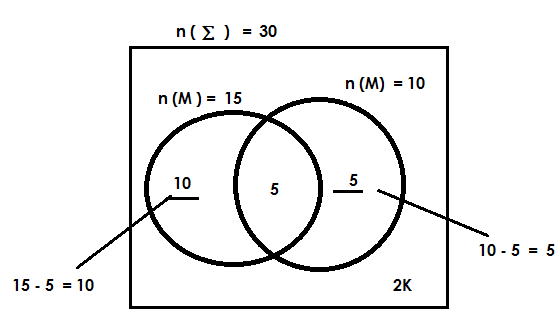 n ( Σ ) = 30
n (M ) = 15
n (M) = 10
10
5
5
15 - 5 = 10
10 - 5 = 5
2K